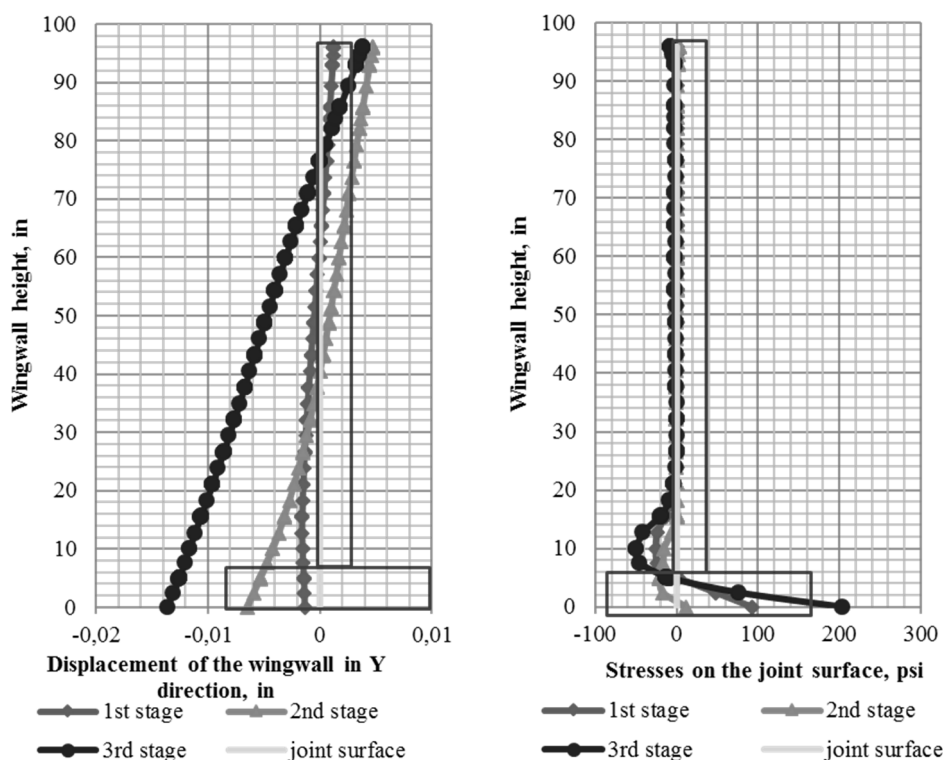 100
90
80
70
60
50
40
30
20
10
0
Wingwall height, in
-0,02
-0,01
0
0,01
Displacement of the wingwall in Y
direction, in
1st stage
2nd stage
3rd stage
joint surface
100
90
80
70
60
50
40
30
20
10
0
Wingwall height, in
-100
0
100
200
300
Stresses on the joint surface, psi
1st stage
2nd stage
3rd stage
joint surface